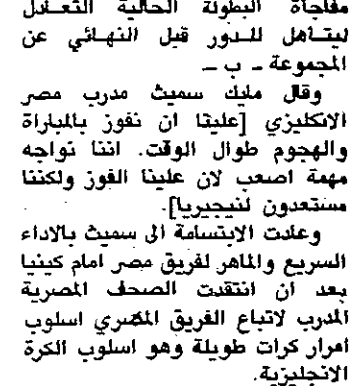 مفاجأة البطولة الحالية التعادل
ليتأهل للدور قبل النهائي عن
المجموعة - ب -
وقال مايك سميث مدرب مصر
الانكليزي [علينا ان نفوز بالمباراة
والهجوم طوال الوقت. اننا نواجه
مهمة اصعب لان علينا الفوز ولكننا
مستعدون لنيجيريا].
وعادت الابتسامة الى سميث بالاداء
السريع والماهر لفريق مصر امام كينيا
بعد ان انتقدت الصحف المصرية
المدرب لاتباع الفريق المصري اسلوب
امرار كرات طويلة وهو اسلوب الكرة
الانجليزية.